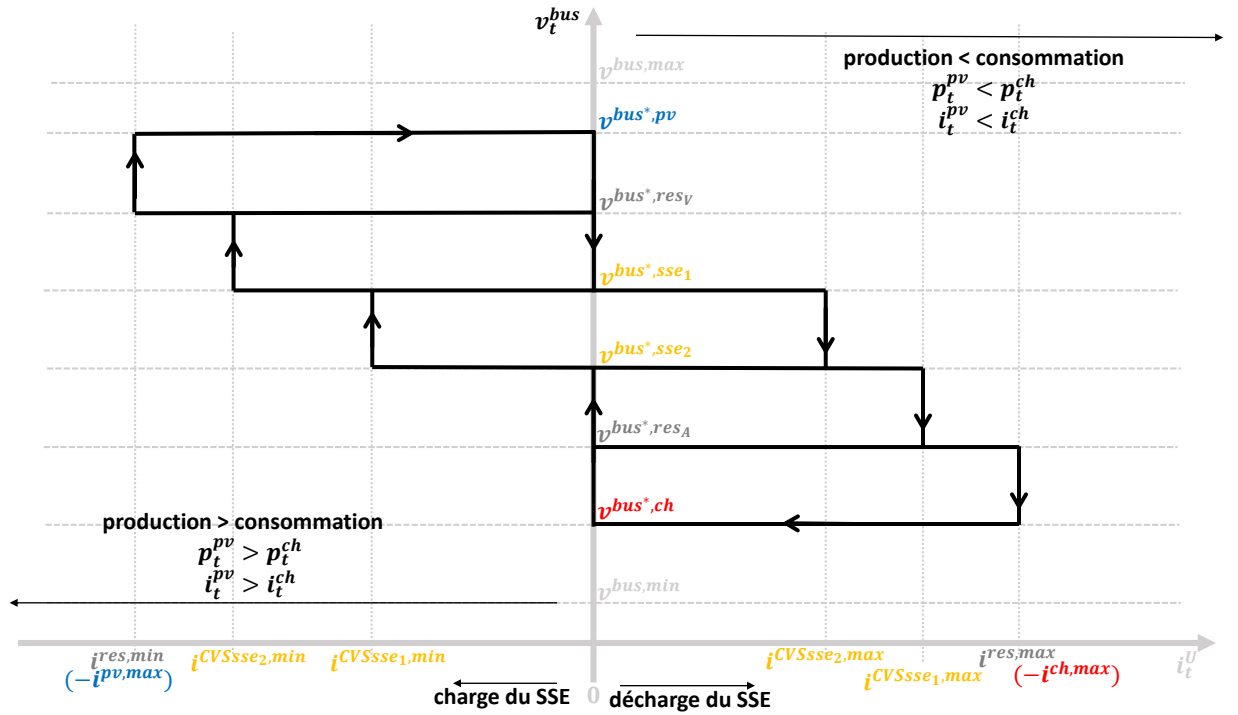 v_t^{bus}
production < consommation
p_t^{pv} < p_t^{ch}
i_t^{pv} < i_t^{ch}
v^{bus,max}
v^{bus*,pv}
v^{bus*,res_V}
v^{bus*,sse_1}
v^{bus*,sse_2}
v^{bus*,res_A}
v^{bus*,ch}
production > consommation
p_t^{pv} > p_t^{ch}
i_t^{pv} > i_t^{ch}
v^{bus,min}
i^{res,min}
(-i^{pv,max})
i^{CVSsse_2,min}
i^{CVSsse_1,min}
i^{CVSsse_2,max}
i^{CVSsse_1,max}
i^{res,max}
(-i^{ch,max})
i_t^U
charge du SSE
0
décharge du SSE